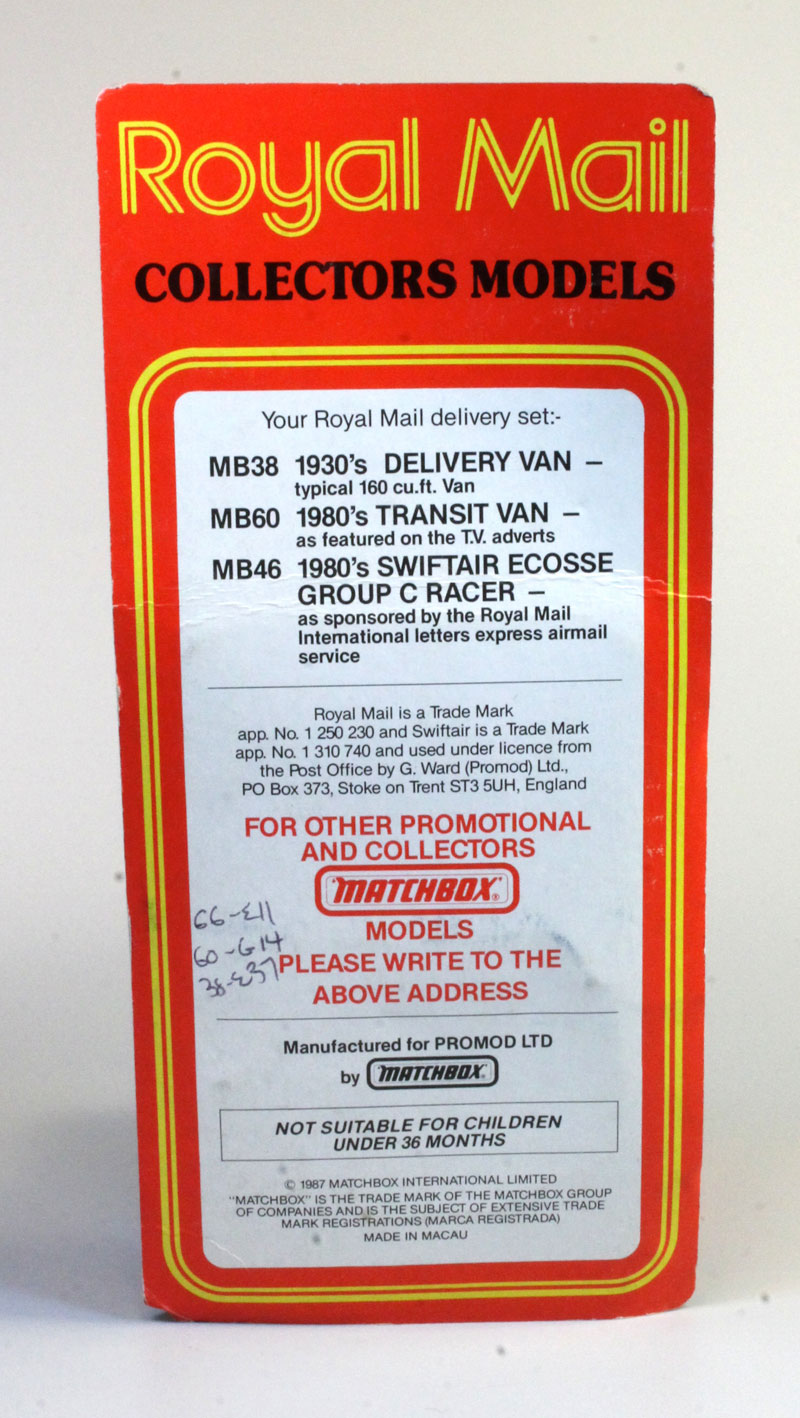 Royal Mail
COLLECTORS MODELS
Your Royal Mail delivery set:-
MB38 1930's DELIVERY VAN –
typical 160 cu.ft. Van
MB60 1980's TRANSIT VAN –
as featured on the T.V. adverts
MB46 1980's SWIFTAIR ECOSSE
GROUP C RACER –
as sponsored by the Royal Mail
International letters express airmail
service
Royal Mail is a Trade Mark
app. No. 1 250 230 and Swiftair is a Trade Mark
app. No. 1 310 740 and used under licence from
the Post Office by G. Ward (Promod) Ltd.,
PO Box 373, Stoke on Trent ST3 5UH, England
FOR OTHER PROMOTIONAL
AND COLLECTORS
"MATCHBOX"®
MODELS
PLEASE WRITE TO THE
ABOVE ADDRESS
66-E11
60-G14
38-E37
Manufactured for PROMOD LTD
by "MATCHBOX"
NOT SUITABLE FOR CHILDREN
UNDER 36 MONTHS
© 1987 MATCHBOX INTERNATIONAL LIMITED
"MATCHBOX" IS THE TRADE MARK OF THE MATCHBOX GROUP
OF COMPANIES AND IS THE SUBJECT OF EXTENSIVE TRADE
MARK REGISTRATIONS (MARCA REGISTRADA)
MADE IN MACAU